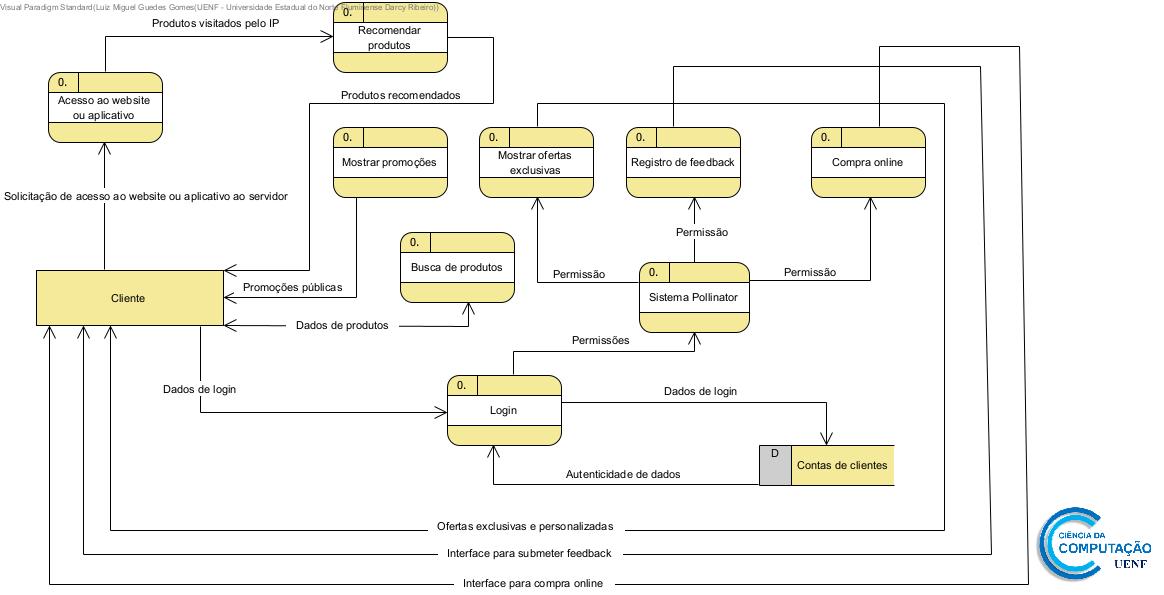 Visual Paradigm Standard(Luiz Miguel Guedes Gomes(UENF - Universidade Estadual do Norte Fluminense Darcy Ribeiro))
0.
Produtos visitados pelo IP
Recomendar
produtos
0.
Acesso ao website
ou aplicativo
Produtos recomendados
0.
Mostrar promoções
0.
Mostrar ofertas
exclusivas
0.
Registro de feedback
0.
Compra online
Solicitação de acesso ao website ou aplicativo ao servidor
Permissão
0.
Busca de produtos
Permissão
0.
Sistema Pollinator
Permissão
Cliente
Promoções públicas
Dados de produtos
Permissões
Dados de login
0.
Login
Dados de login
D
Contas de clientes
Autenticidade de dados
Ofertas exclusivas e personalizadas
Interface para submeter feedback
Interface para compra online
CIÊNCIA DA
COMPUTAÇÃO
UENF